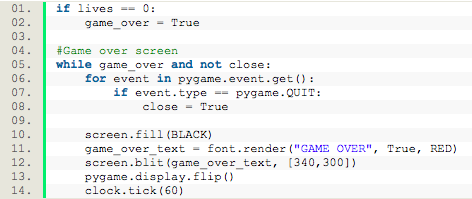 01. if lives == 0:
02.     game_over = True
03.
04. #Game over screen
05. while game_over and not close:
06.     for event in pygame.event.get():
07.         if event.type == pygame.QUIT:
08.             close = True
09.
10.     screen.fill(BLACK)
11.     game_over_text = font.render("GAME OVER", True, RED)
12.     screen.blit(game_over_text, [340,300])
13.     pygame.display.flip()
14.     clock.tick(60)